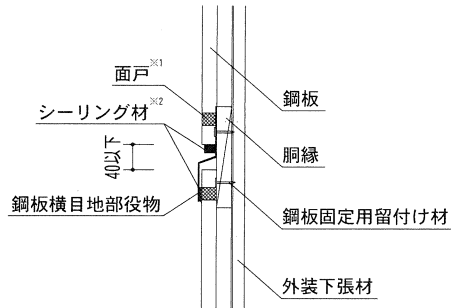 面戸※1
鋼板
シーリング材※2
胴縁
40以下
鋼板横目地部役物
鋼板固定用留付け材
外装下張材